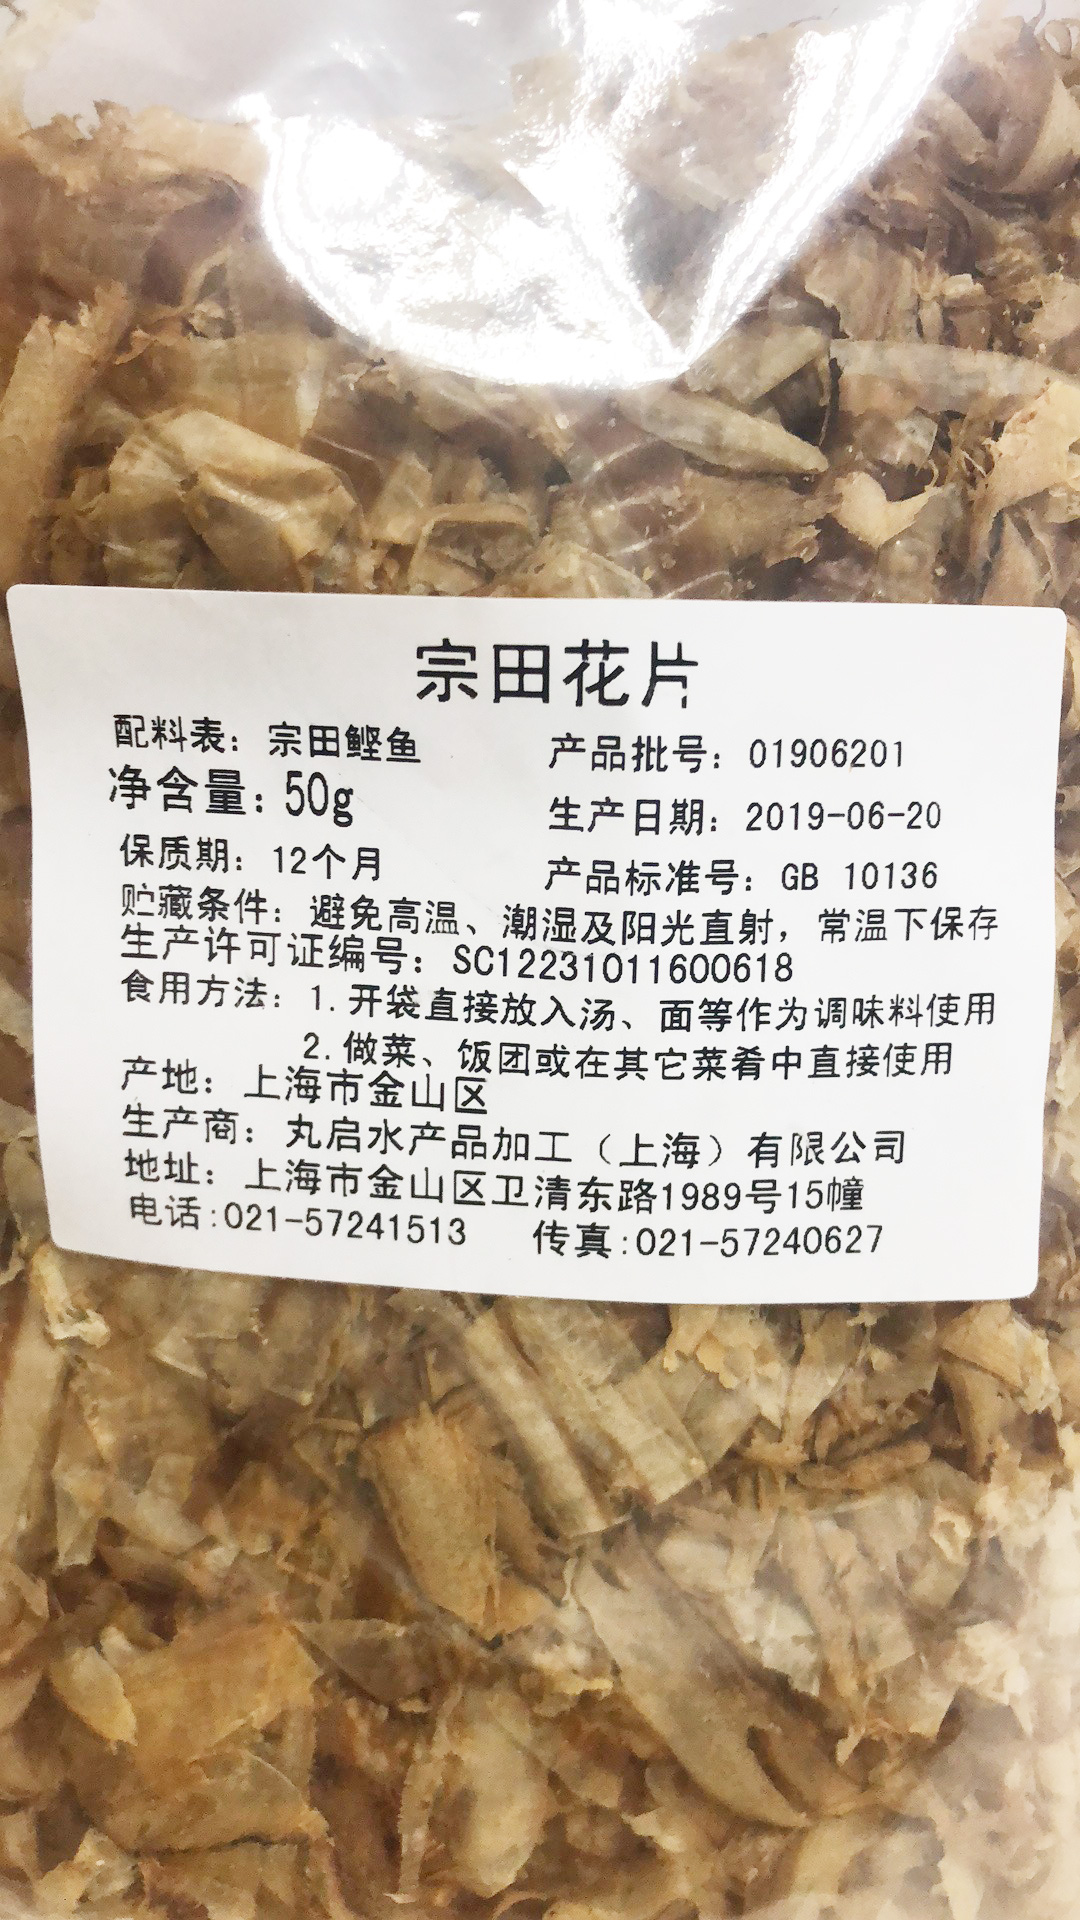 宗田花片
配料表：宗田鲣鱼
产品批号：01906201
净含量：50g
生产日期：2019-06-20
保质期：12个月
产品标准号：GB 10136
贮藏条件：避免高温、潮湿及阳光直射，常温下保存
生产许可证编号：SC12231011600618
食用方法：1.开袋直接放入汤、面等作为调味料使用
2.做菜、饭团或在其它菜肴中直接使用
产地：上海市金山区
生产商：丸启水产品加工（上海）有限公司
地址：上海市金山区卫清东路1989号15幢
电话:021-57241513 传真:021-57240627